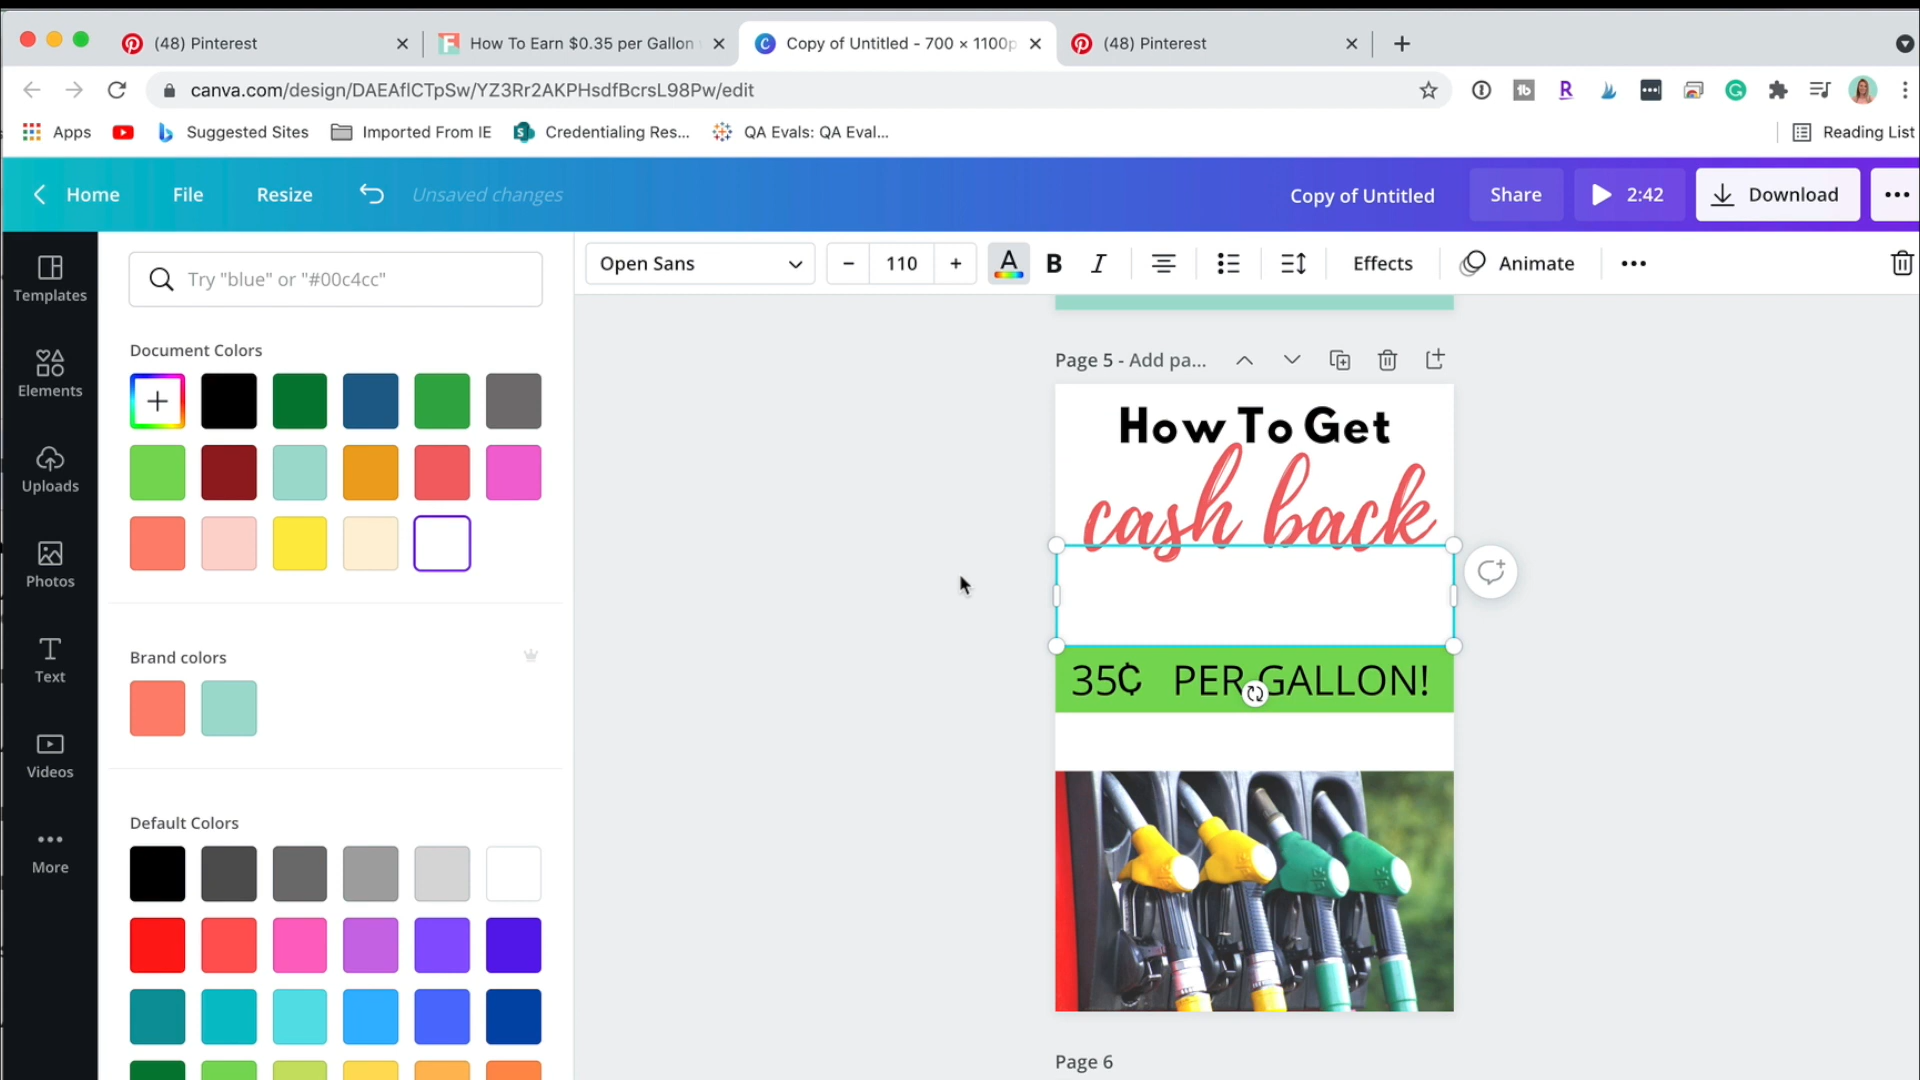 (48) Pinterest
How To Earn $0.35 per Gallon
Copy of Untitled - 700 × 1100p
(48) Pinterest
canva.com/design/DAEAflCTpSw/YZ3Rr2AKPHsdfBcrsL98Pw/edit
Apps
Suggested Sites
Imported From IE
Credentialing Res...
QA Evals: QA Eval...
Reading List
Home
File
Resize
Unsaved changes
Copy of Untitled
Share
2:42
Download
Templates
Elements
Uploads
Photos
Text
Videos
More
Try "blue" or "#00c4cc"
Document Colors
Brand colors
Default Colors
Open Sans
110
A
B
I
Effects
Animate
Page 5 - Add pa...
How To Get
cash back
35¢ PER GALLON!
Page 6